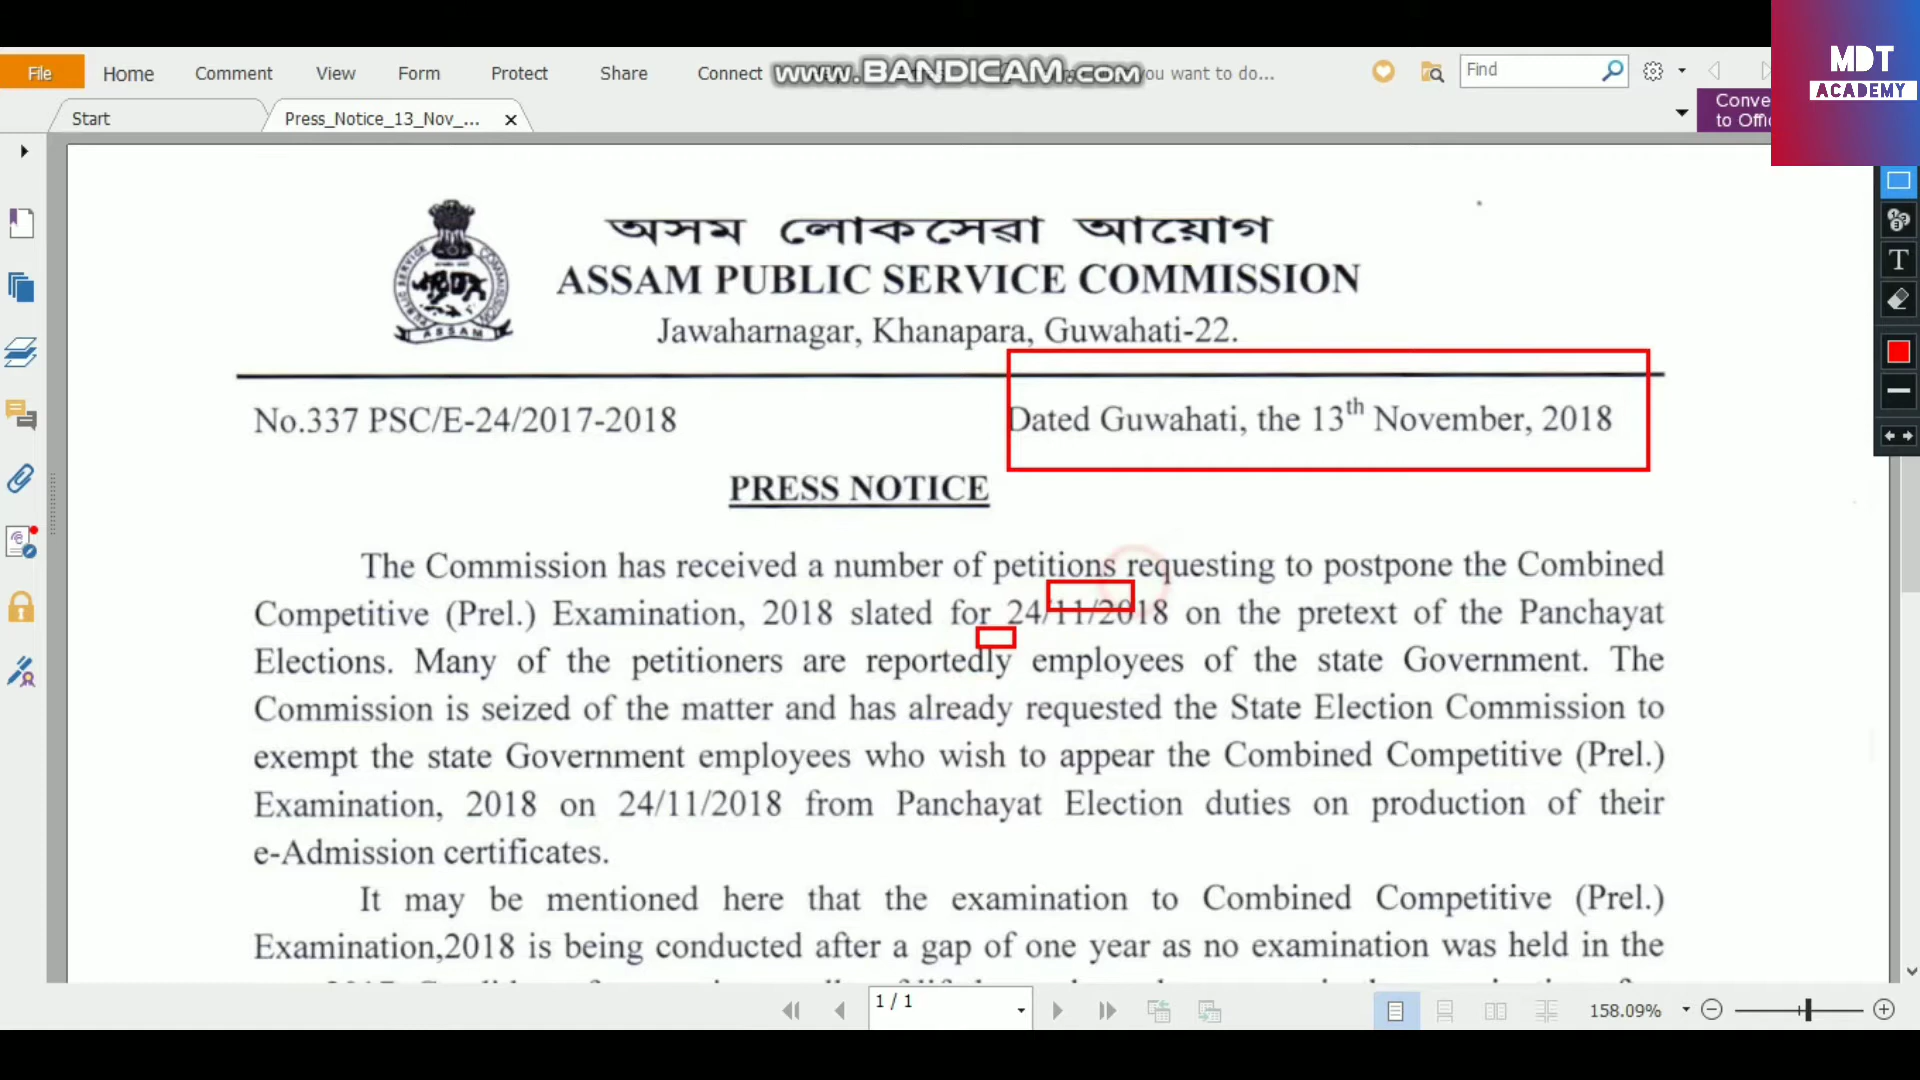 MDT
ACADEMY
File Home Comment View Form Protect Share Connect www.BANDICAM.com you want to do... Find
Start Press_Notice_13_Nov_... Conve
to Offi
অসম লোকসেৱা আয়োগ
ASSAM PUBLIC SERVICE COMMISSION
Jawaharnagar, Khanapara, Guwahati-22.
No.337 PSC/E-24/2017-2018 Dated Guwahati, the 13th November, 2018
PRESS NOTICE
The Commission has received a number of petitions requesting to postpone the Combined
Competitive (Prel.) Examination, 2018 slated for 24/11/2018 on the pretext of the Panchayat
Elections. Many of the petitioners are reportedly employees of the state Government. The
Commission is seized of the matter and has already requested the State Election Commission to
exempt the state Government employees who wish to appear the Combined Competitive (Prel.)
Examination, 2018 on 24/11/2018 from Panchayat Election duties on production of their
e-Admission certificates.
It may be mentioned here that the examination to Combined Competitive (Prel.)
Examination,2018 is being conducted after a gap of one year as no examination was held in the
1 / 1 158.09%